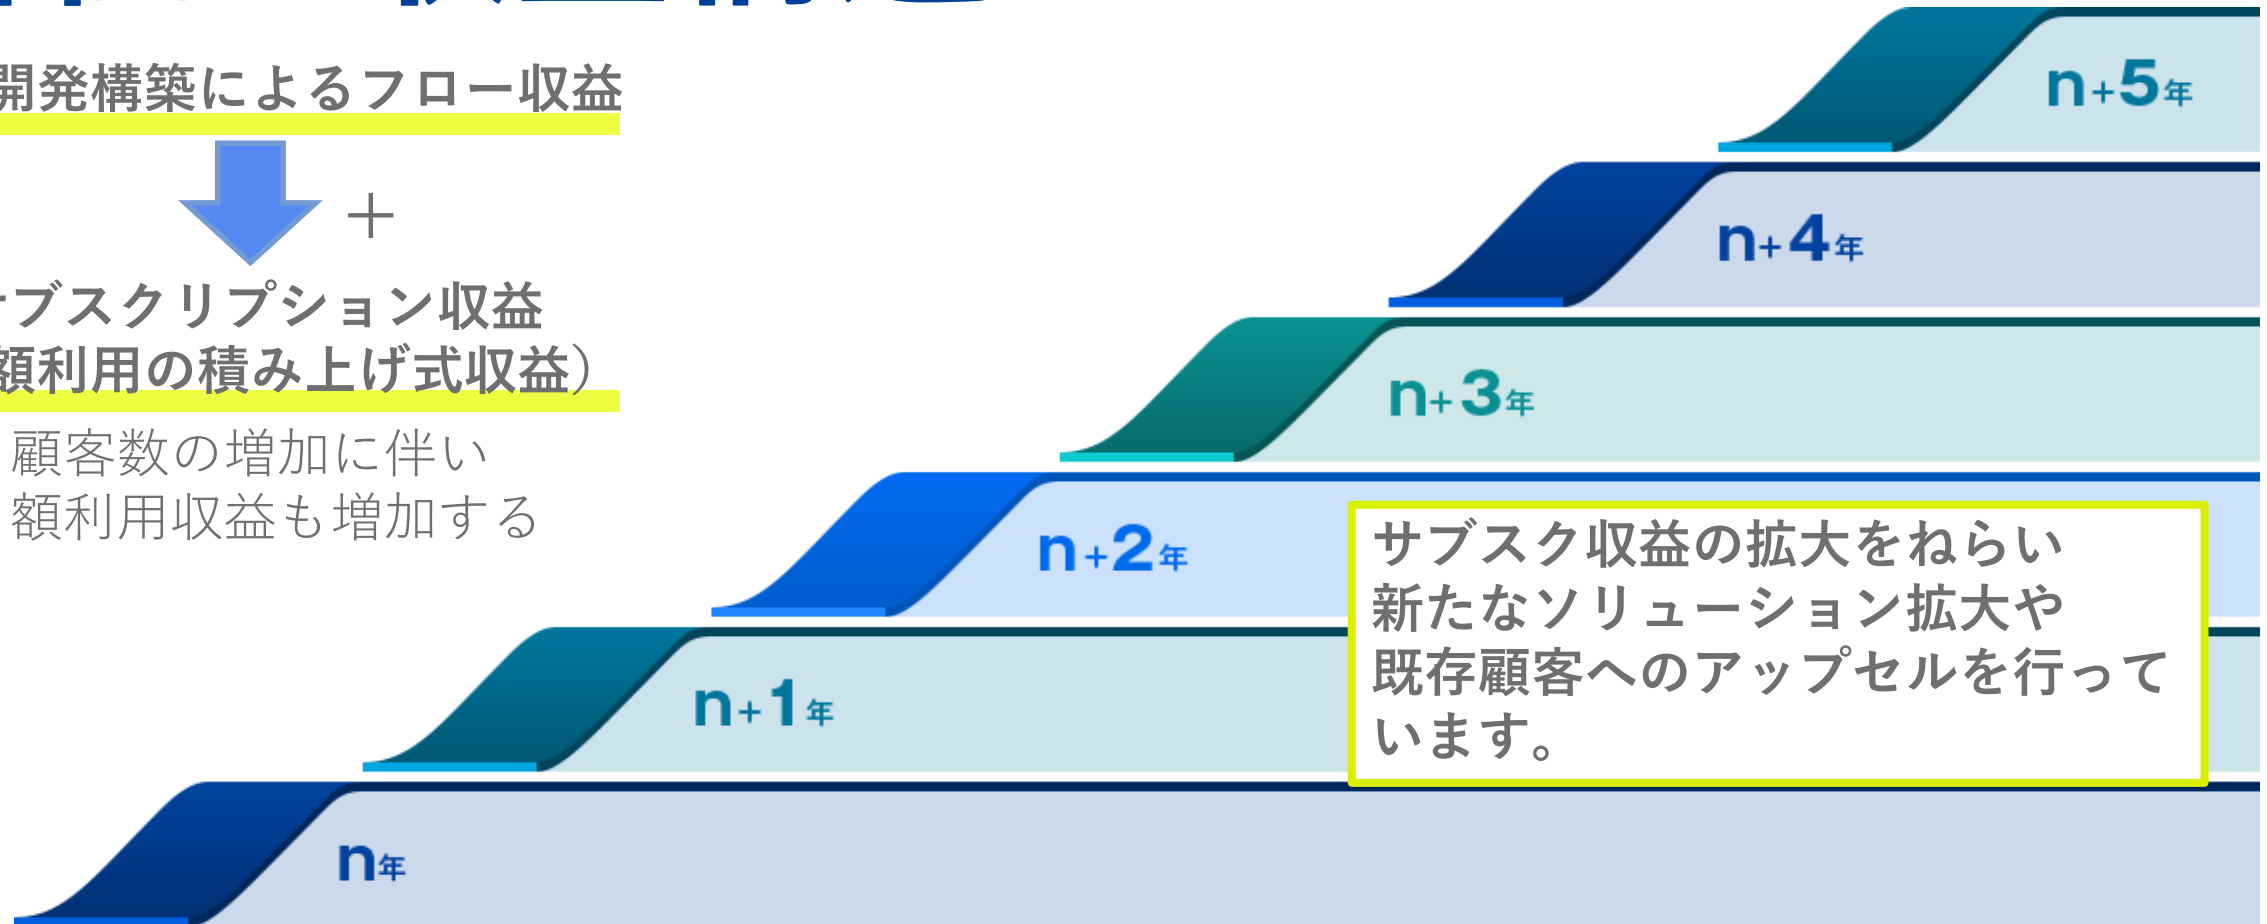 開発構築によるフロー収益
＋
サブスクリプション収益
額利用の積み上げ式収益）
顧客数の増加に伴い
額利用収益も増加する
n+5年
n+4年
n+3年
n+2年
n+1年
n年
サブスク収益の拡大をねらい
新たなソリューション拡大や
既存顧客へのアップセルを行って
います。